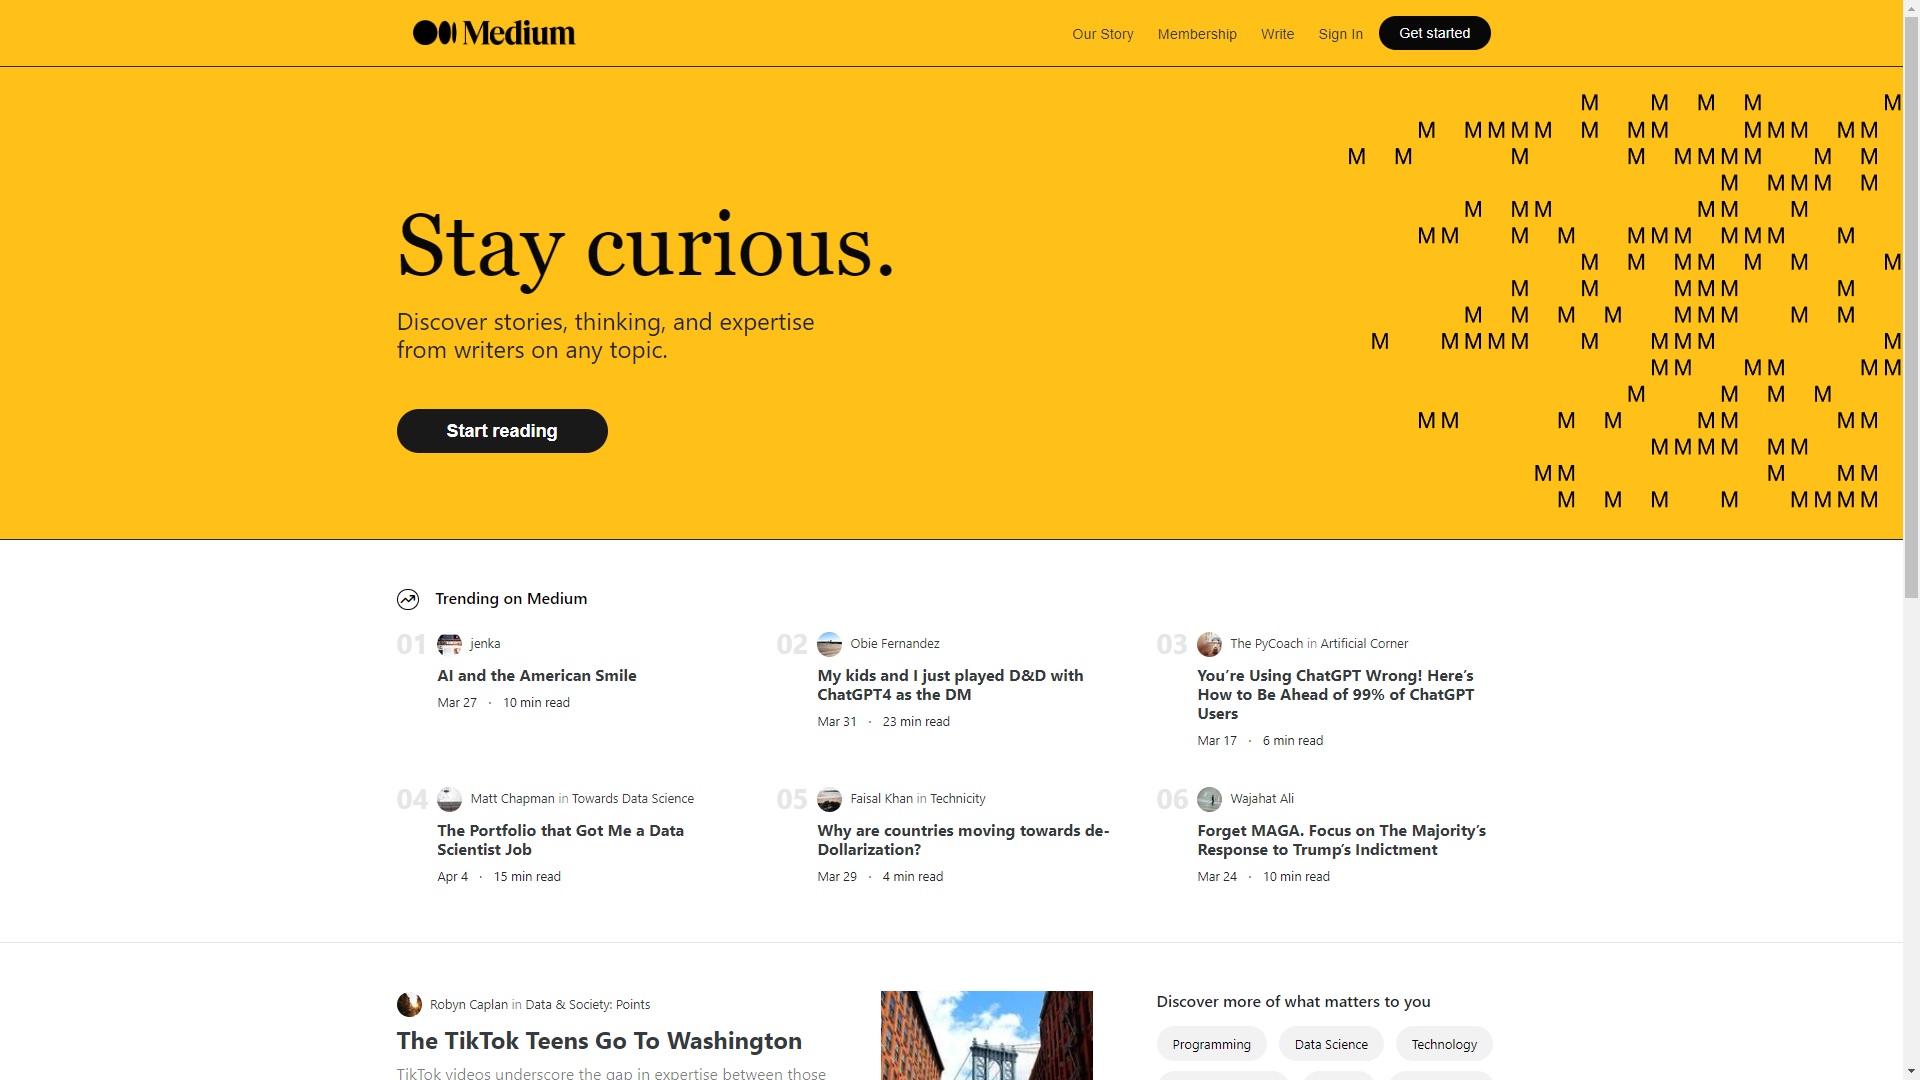 Medium
Our Story Membership Write Sign In Get started
M M M M M
M M M M M M M M M M M M M
M M M M M M M M M M
M M M M M
M M M M M M
M M M M M M M M M M M
M M M M M M M M
M M M M M M
M M M M M M M M M
M M M M M M M M M M
M M M M M M
M M M M
M M M M M M M M
M M M M M M
M M M M M
M M M M M M M M
Stay curious.
Discover stories, thinking, and expertise
from writers on any topic.
Start reading
Trending on Medium
01 jenka
AI and the American Smile
Mar 27 · 10 min read
02 Obie Fernandez
My kids and I just played D&D with
ChatGPT4 as the DM
Mar 31 · 23 min read
03 The PyCoach in Artificial Corner
You’re Using ChatGPT Wrong! Here’s
How to Be Ahead of 99% of ChatGPT
Users
Mar 17 · 6 min read
04 Matt Chapman in Towards Data Science
The Portfolio that Got Me a Data
Scientist Job
Apr 4 · 15 min read
05 Faisal Khan in Technicity
Why are countries moving towards de-
Dollarization?
Mar 29 · 4 min read
06 Wajahat Ali
Forget MAGA. Focus on The Majority’s
Response to Trump’s Indictment
Mar 24 · 10 min read
Robyn Caplan in Data & Society: Points
The TikTok Teens Go To Washington
TikTok videos underscore the gap in expertise between those
Discover more of what matters to you
Programming Data Science Technology